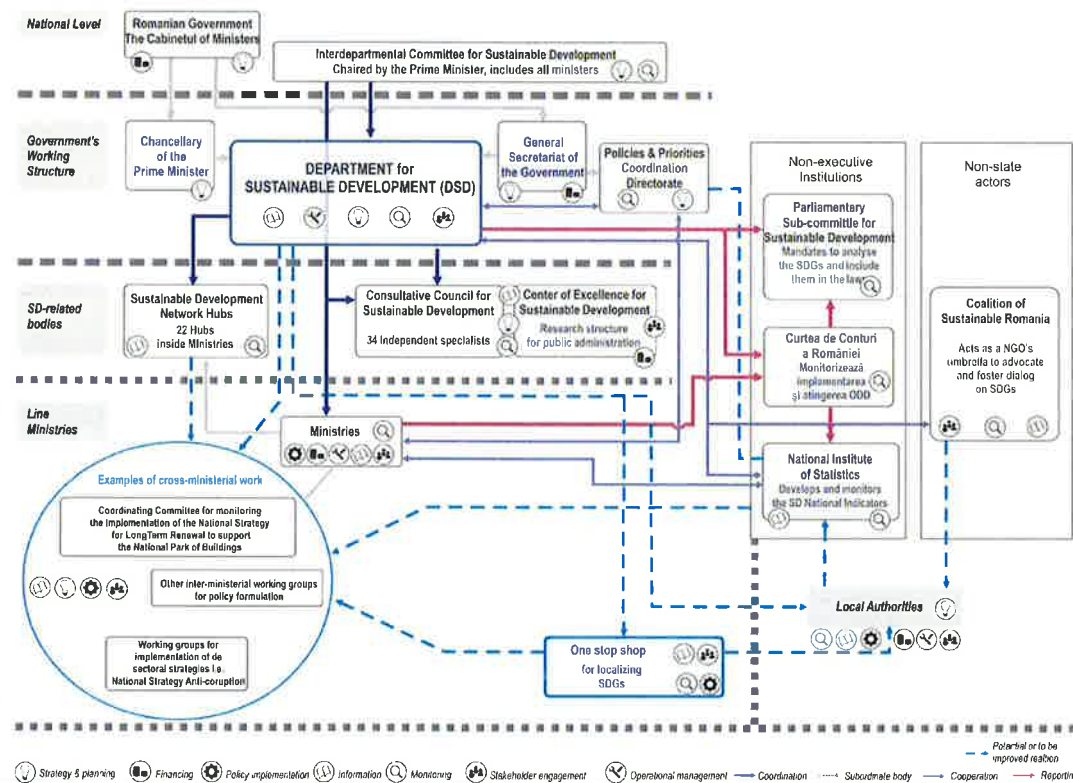 National Level
Romanian Government
The Cabinetul of Ministers
Interdepartmental Committee for Sustainable Development
Chaired by the Prime Minister, includes all ministers
Government's
Working
Structure
Chancellary
of the
Prime Minister
DEPARTMENT for
SUSTAINABLE DEVELOPMENT (DSD)
General
Secretariat of
the Government
Policies & Priorities
Coordination
Directorate
Non-executive
Institutions
Non-state
actors
Parliamentary
Sub-committle for
Sustainable Development
Mandates to analyse
the SDGs and include
them in the law
SD-related
bodies
Sustainable Development
Network Hubs
22 Hubs
inside Ministries
Consultative Council for
Sustainable Development
34 Independent specialists
Center of Excellence for
Sustainable Development
Research structure
for public administration
Curtea de Conturi
a României
Monitorizează
implementarea
și atingerea ODD
Coalition of
Sustainable Romania
Acts as a NGO's
umbrella to advocate
and foster dialog
on SDGs
Line
Ministries
Ministries
National Institute
of Statistics
Develops and monitors
the SD National Indicators
Examples of cross-ministerial work
Coordinating Committee for monitoring
the Implementation of the National Strategy
for LongTerm Renewal to support
the National Park of Buildings
Other inter-ministerial working groups
for policy formulation
Working groups for
implementation of de
sectoral strategies i.e.
National Strategy Anti-coruption
One stop shop
for localizing
SDGs
Local Authorities
Potential or to be
improved realtion
Strategy & planning
Financing
Policy implementation
Information
Monitoring
Stakeholder engagement
Operational management
Coordination
Subordinate body
Cooperation
Reportin